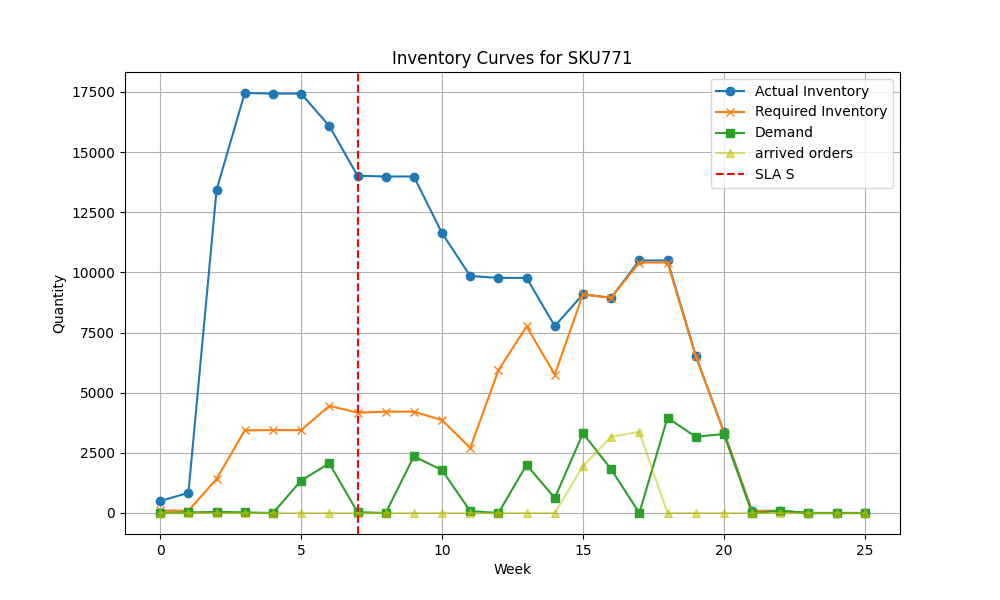 Inventory Curves for SKU771
Actual Inventory
Required Inventory
Demand
arrived orders
SLA S
Quantity
17500
15000
12500
10000
7500
5000
2500
0
0 5 10 15 20 25
Week